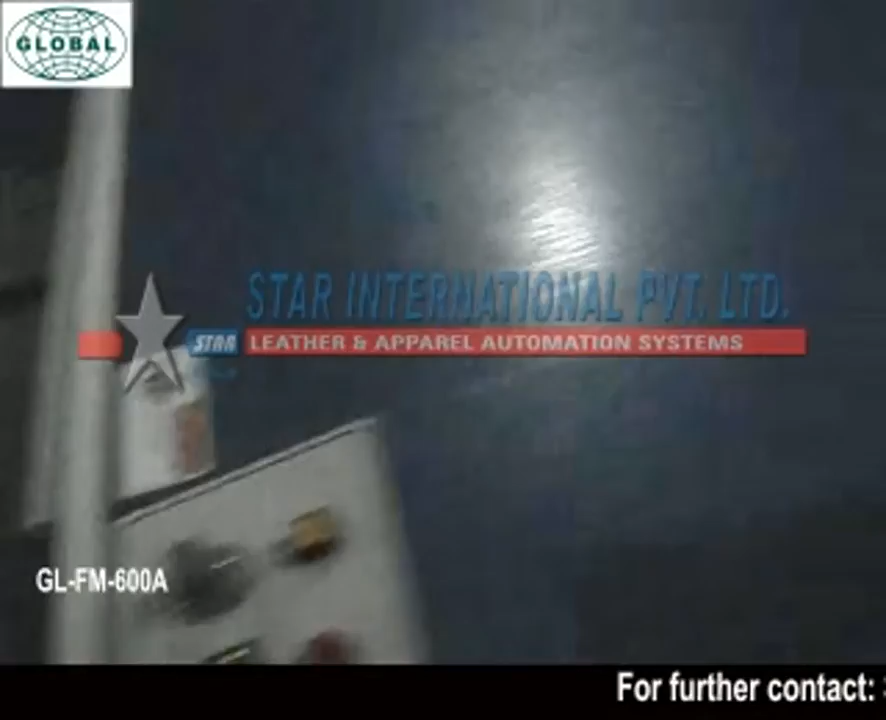 GLOBAL
STAR INTERNATIONAL PVT. LTD.
STAR LEATHER & APPAREL AUTOMATION SYSTEMS
GL-FM-600A
For further contact: